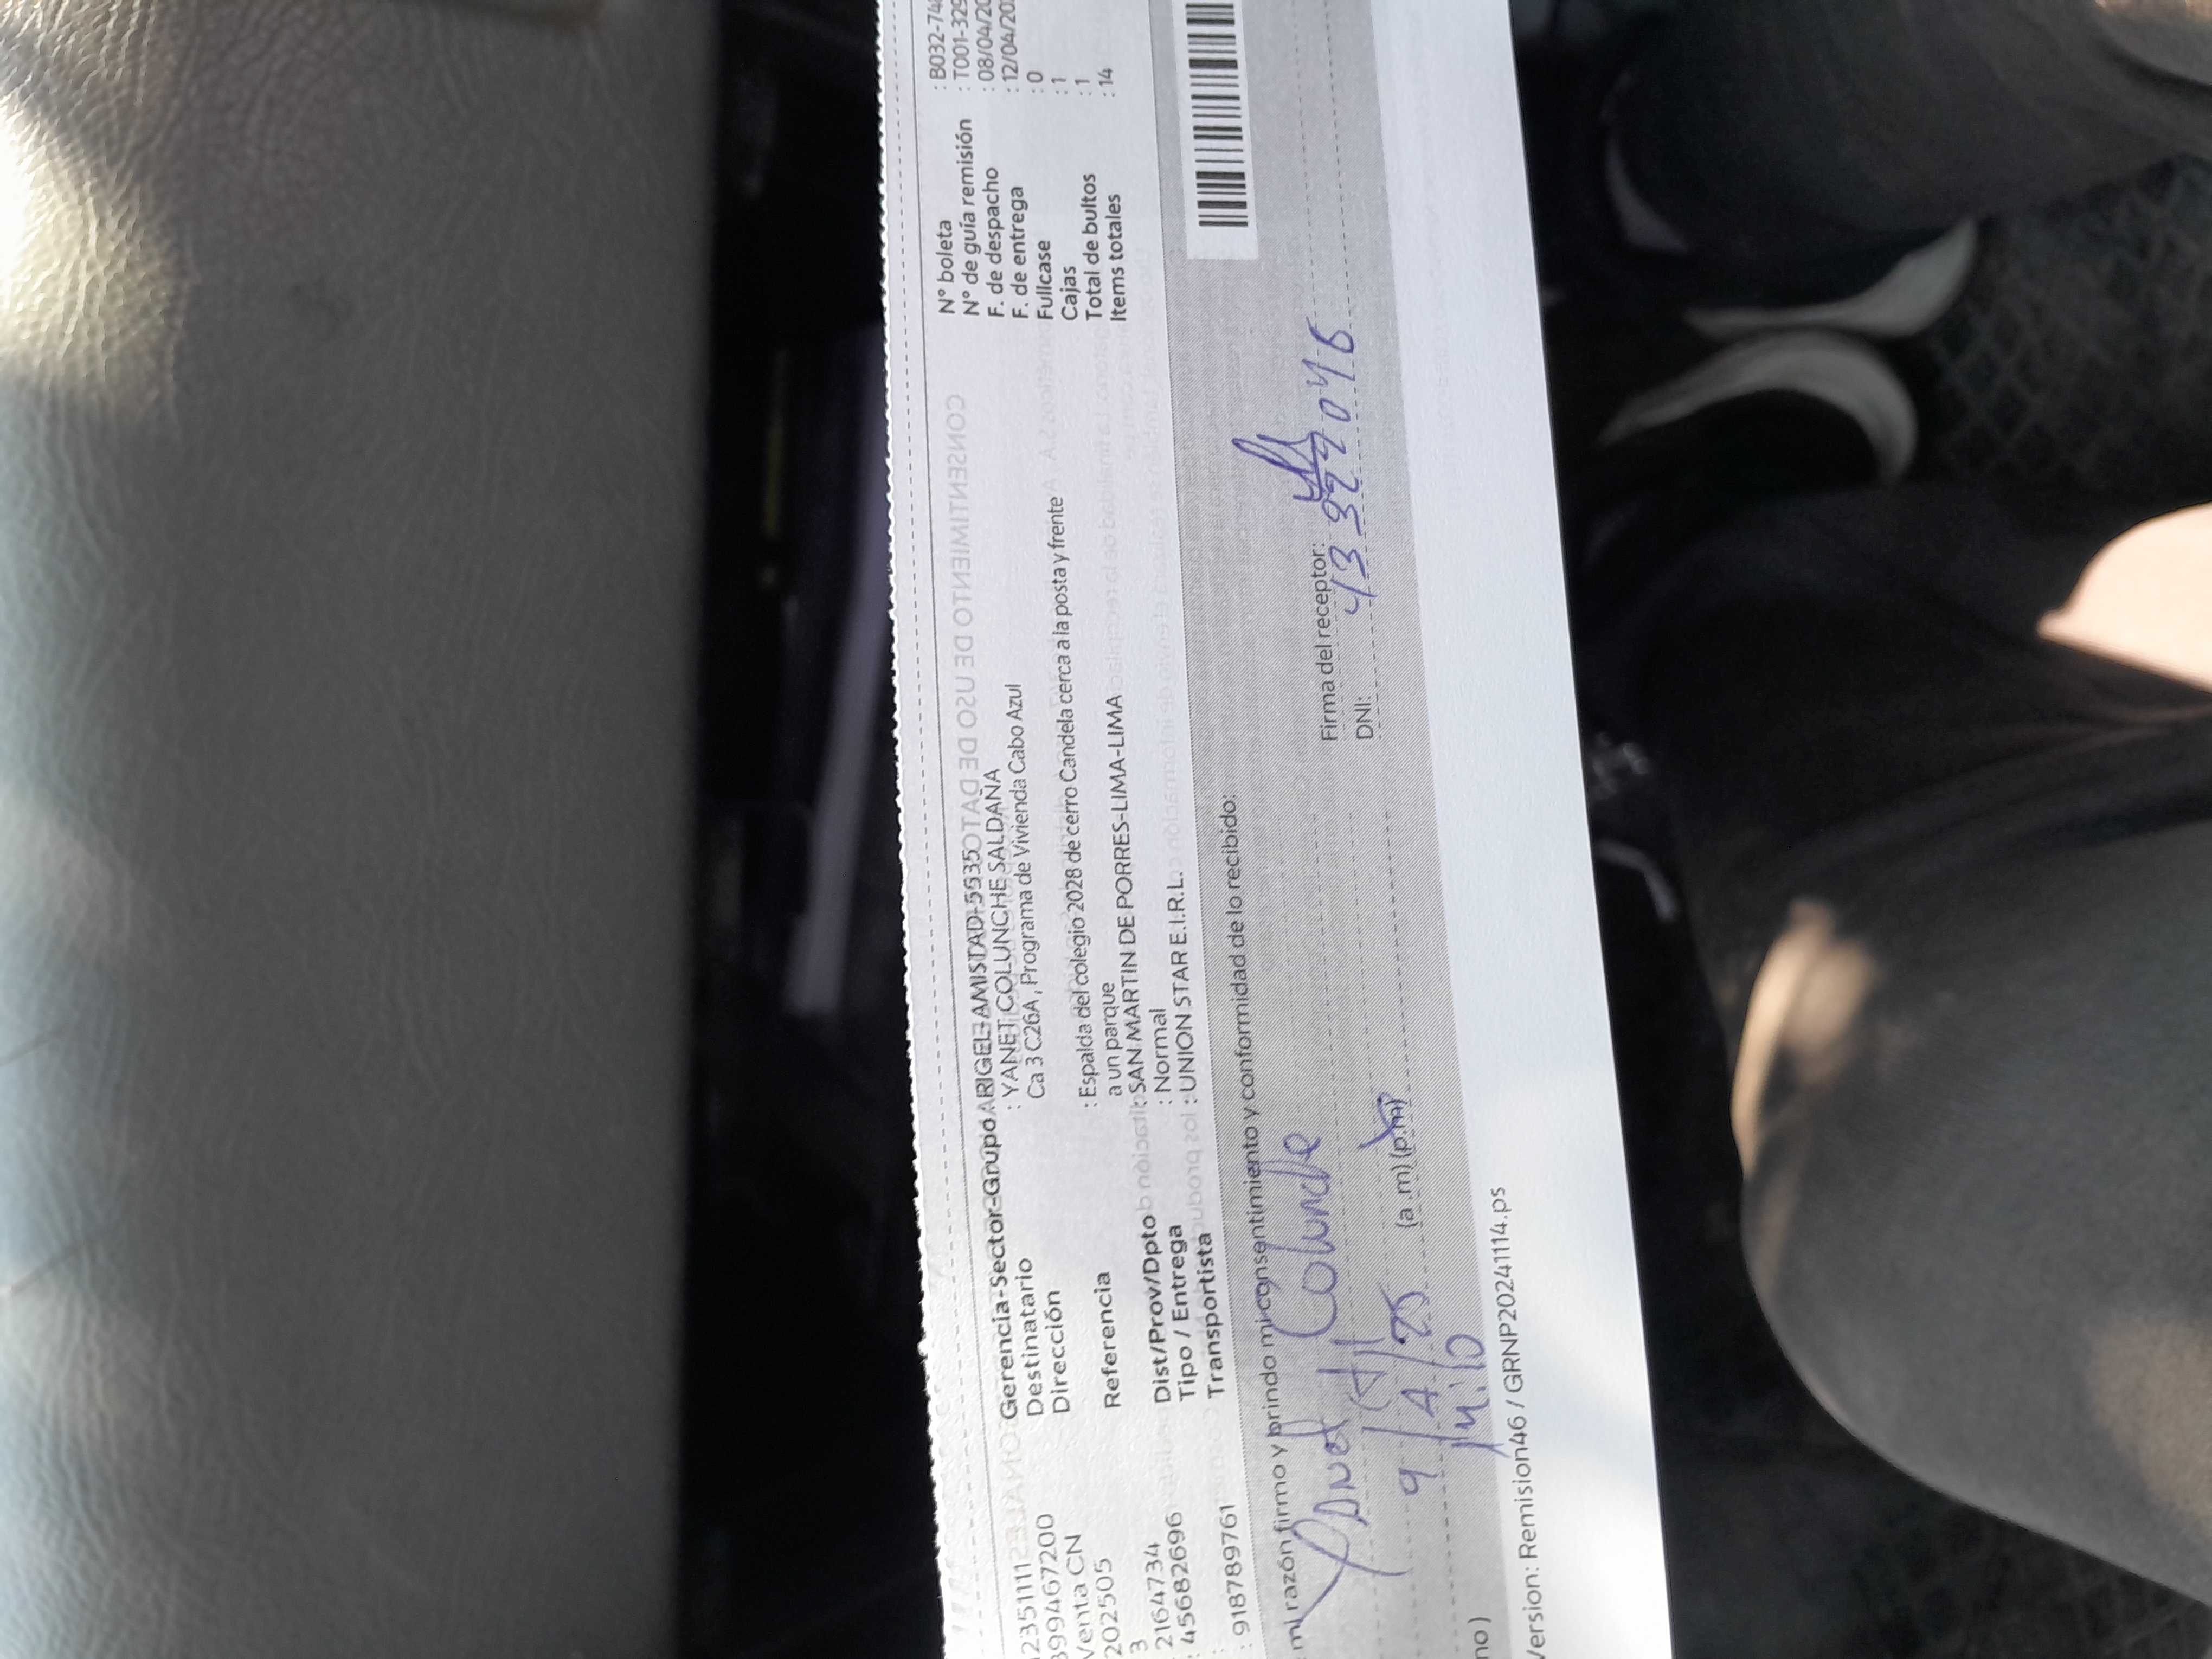 Gerencia-Sector-Grupo ARIGEL-AMISTAD-5535
Destinatario : YANET COLUNCHE SALDAÑA
Dirección Ca 3 C26A , Programa de Vivienda Cabo Azul
Referencia : Espalda del colegio 2028 de cerro Candela cerca a la posta y frente
a un parque
Dist/Prov/Dpto : SAN MARTIN DE PORRES-LIMA-LIMA
Tipo / Entrega : Normal
Transportista : UNION STAR E.I.R.L.
N° boleta : B032-74
N° de guía remisión : T001-329
F. de despacho : 08/04/20
F. de entrega : 12/04/20
Fullcase : 0
Cajas : 1
Total de bultos : 1
Items totales : 14
2351111
399467200
Venta CN
202505
3
2164734
: 45682696
:
: 918789761
mi razón firmo y brindo mi consentimiento y conformidad de lo recibido:
Colunche
Firma del receptor:
9 / 4 / 25 (a .m) (p.m)
DNI:
14:10
no )
Version: Remision46 / GRNP20241114.ps
CONSENTIMIENTO DE USO DE DATO